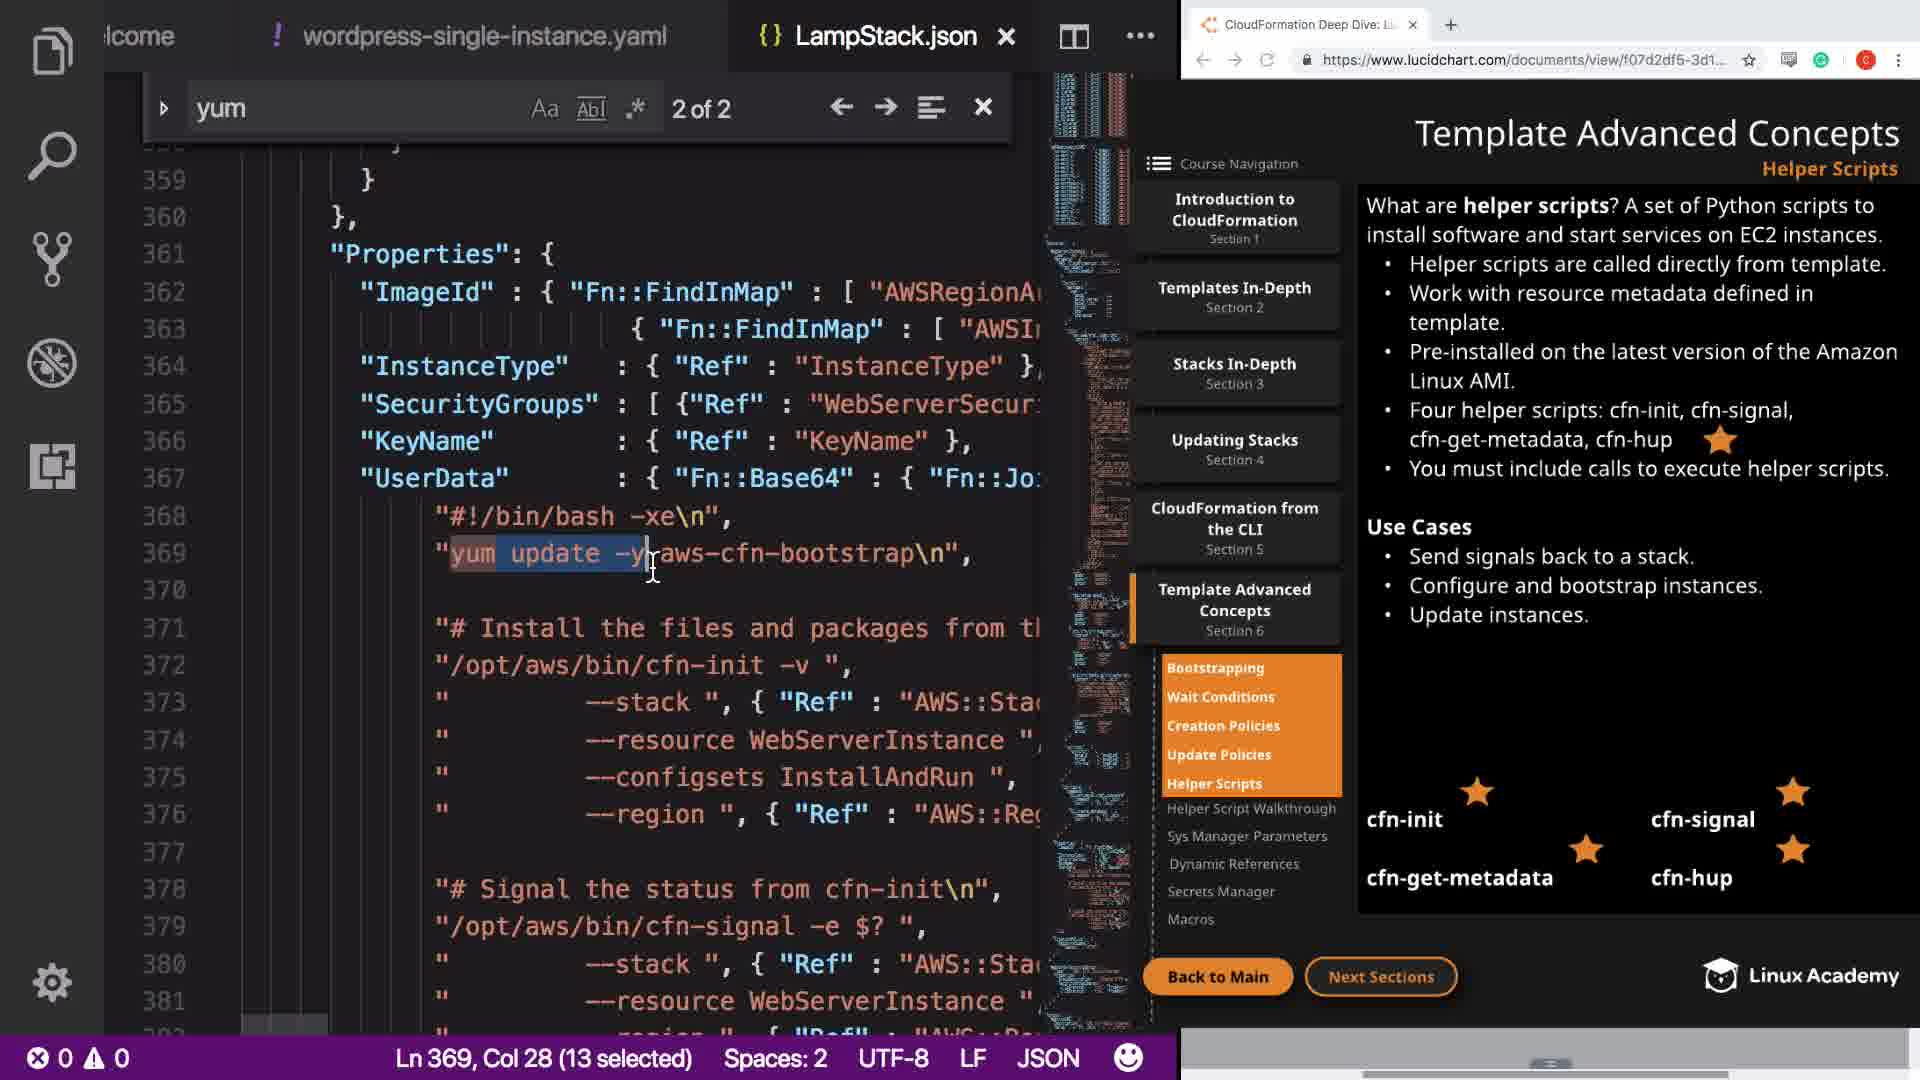 lcome
! wordpress-single-instance.yaml
{} LampStack.json
yum
Aa Abl .* 2 of 2
359 }
360 },
361 "Properties": {
362 "ImageId" : { "Fn::FindInMap" : [ "AWSRegionA
363 { "Fn::FindInMap" : [ "AWSI
364 "InstanceType" : { "Ref" : "InstanceType" },
365 "SecurityGroups" : [ {"Ref" : "WebServerSecuri
366 "KeyName" : { "Ref" : "KeyName" },
367 "UserData" : { "Fn::Base64" : { "Fn::Joi
368 "#!/bin/bash -xe\n",
369 "yum update -y aws-cfn-bootstrap\n",
370
371 "# Install the files and packages from th
372 "/opt/aws/bin/cfn-init -v ",
373 " --stack ", { "Ref" : "AWS::Stac
374 " --resource WebServerInstance ",
375 " --configsets InstallAndRun ",
376 " --region ", { "Ref" : "AWS::Reg
377
378 "# Signal the status from cfn-init\n",
379 "/opt/aws/bin/cfn-signal -e $? ",
380 " --stack ", { "Ref" : "AWS::Stac
381 " --resource WebServerInstance "
0 0 Ln 369, Col 28 (13 selected) Spaces: 2 UTF-8 LF JSON
CloudFormation Deep Dive: L
https://www.lucidchart.com/documents/view/f07d2df5-3d1...
C
Template Advanced Concepts
Helper Scripts
Course Navigation
Introduction to
CloudFormation
Section 1
Templates In-Depth
Section 2
Stacks In-Depth
Section 3
Updating Stacks
Section 4
CloudFormation from
the CLI
Section 5
Template Advanced
Concepts
Section 6
Bootstrapping
Wait Conditions
Creation Policies
Update Policies
Helper Scripts
Helper Script Walkthrough
Sys Manager Parameters
Dynamic References
Secrets Manager
Macros
Back to Main
Next Sections
What are helper scripts? A set of Python scripts to
install software and start services on EC2 instances.
• Helper scripts are called directly from template.
• Work with resource metadata defined in
template.
• Pre-installed on the latest version of the Amazon
Linux AMI.
• Four helper scripts: cfn-init, cfn-signal,
cfn-get-metadata, cfn-hup
• You must include calls to execute helper scripts.
Use Cases
• Send signals back to a stack.
• Configure and bootstrap instances.
• Update instances.
cfn-init
cfn-signal
cfn-get-metadata
cfn-hup
Linux Academy